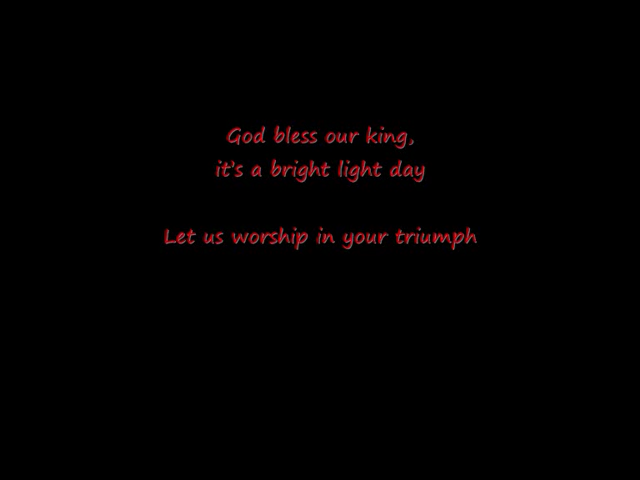 God bless our king,
it's a bright light day
Let us worship in your triumph